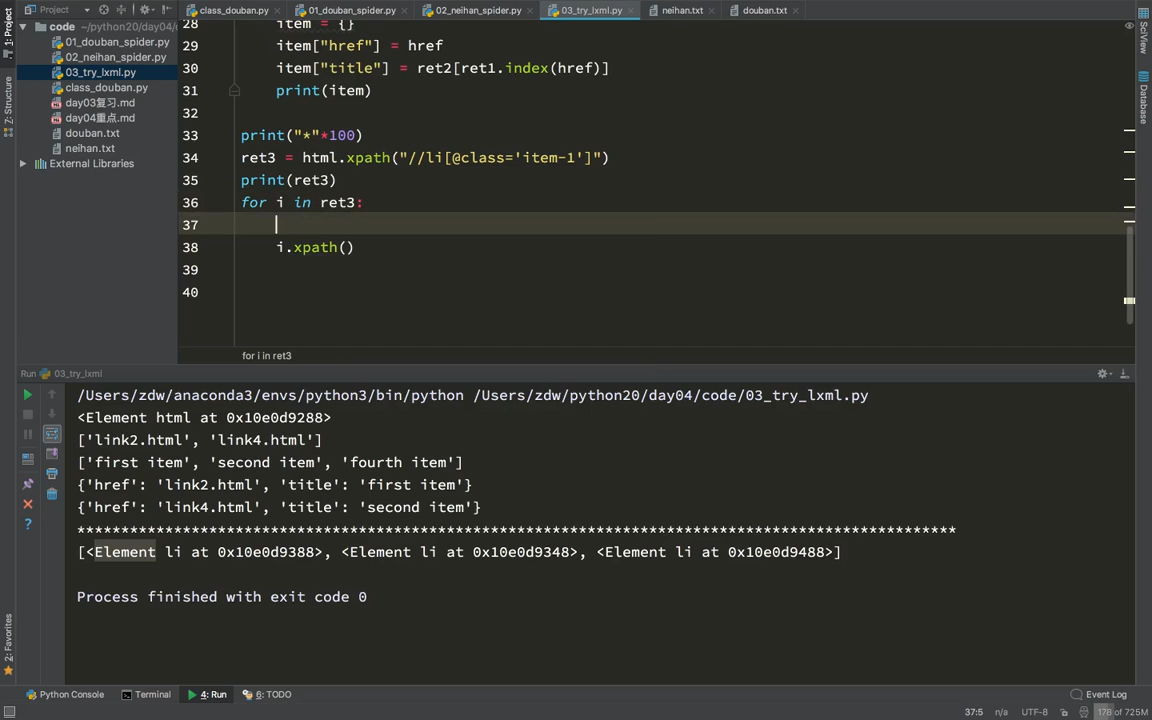 1: Project
Project
class_douban.py
01_douban_spider.py
02_neihan_spider.py
03_try_lxml.py
neihan.txt
douban.txt
code ~/python20/day04/
01_douban_spider.py
02_neihan_spider.py
03_try_lxml.py
class_douban.py
day03复习.md
day04重点.md
douban.txt
neihan.txt
External Libraries
7: Structure
2: Favorites
SciView
Database
28 item = {}
29 item["href"] = href
30 item["title"] = ret2[ret1.index(href)]
31 print(item)
32
33 print("*"*100)
34 ret3 = html.xpath("//li[@class='item-1']")
35 print(ret3)
36 for i in ret3:
37
38 i.xpath()
39
40
for i in ret3
Run 03_try_lxml
/Users/zdw/anaconda3/envs/python3/bin/python /Users/zdw/python20/day04/code/03_try_lxml.py
<Element html at 0x10e0d9288>
['link2.html', 'link4.html']
['first item', 'second item', 'fourth item']
{'href': 'link2.html', 'title': 'first item'}
{'href': 'link4.html', 'title': 'second item'}
****************************************************************************************************
[<Element li at 0x10e0d9388>, <Element li at 0x10e0d9348>, <Element li at 0x10e0d9488>]
Process finished with exit code 0
Python Console
Terminal
4: Run
6: TODO
Event Log
37:5 n/a UTF-8 178 of 725M